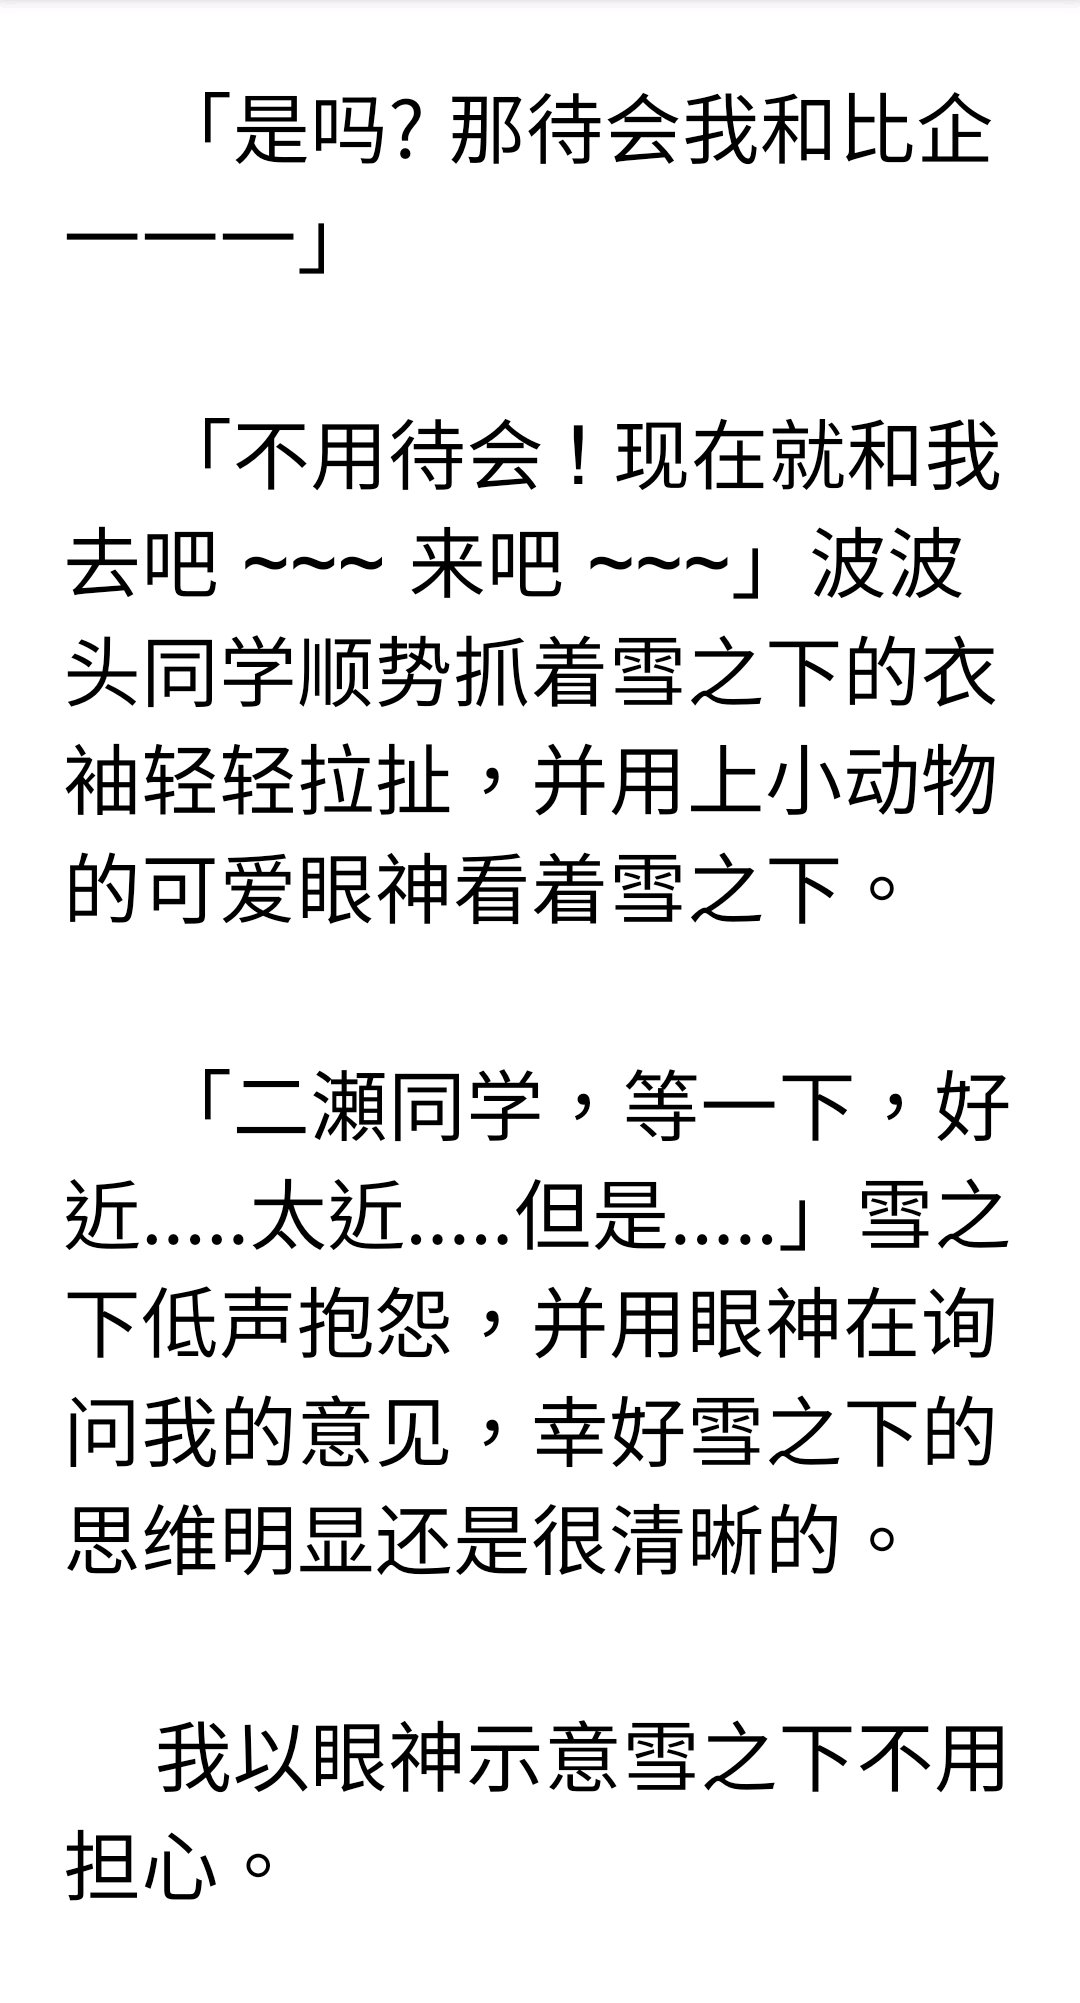 「是吗? 那待会我和比企
———」
「不用待会！现在就和我
去吧 ~~~ 来吧 ~~~」波波
头同学顺势抓着雪之下的衣
袖轻轻拉扯，并用上小动物
的可爱眼神看着雪之下。
「二瀬同学，等一下，好
近.....太近.....但是.....」雪之
下低声抱怨，并用眼神在询
问我的意见，幸好雪之下的
思维明显还是很清晰的。
我以眼神示意雪之下不用
担心。